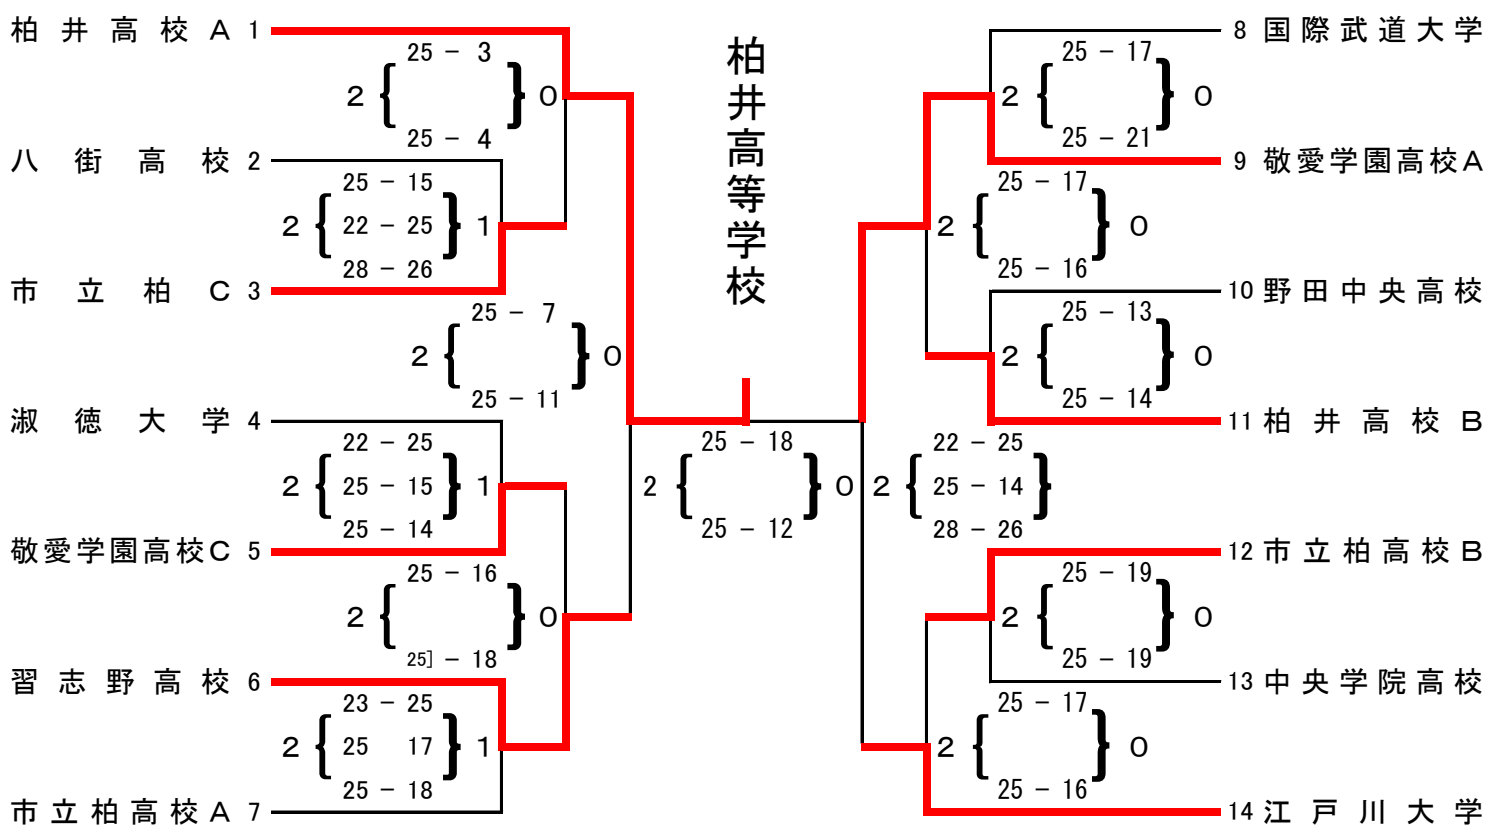 柏井高校A 1
25 - 3
2 { } 0
25 - 4
八街高校 2
25 - 15
2 { 22 - 25 } 1
28 - 26
市立柏C 3
25 - 7
2 { } 0
25 - 11
淑徳大学 4
22 - 25
2 { 25 - 15 } 1
25 - 14
敬愛学園高校C 5
25 - 16
2 { } 0
25] - 18
習志野高校 6
23 - 25
2 { 25 17 } 1
25 - 18
市立柏高校A 7
柏井高等学校
25 - 18
2 { } 0
25 - 12
8 国際武道大学
25 - 17
2 { } 0
25 - 21
9 敬愛学園高校A
25 - 17
2 { } 0
25 - 16
10 野田中央高校
25 - 13
2 { } 0
25 - 14
11 柏井高校B
22 - 25
2 { 25 - 14 }
28 - 26
12 市立柏高校B
25 - 19
2 { } 0
25 - 19
13 中央学院高校
25 - 17
2 { } 0
25 - 16
14 江戸川大学